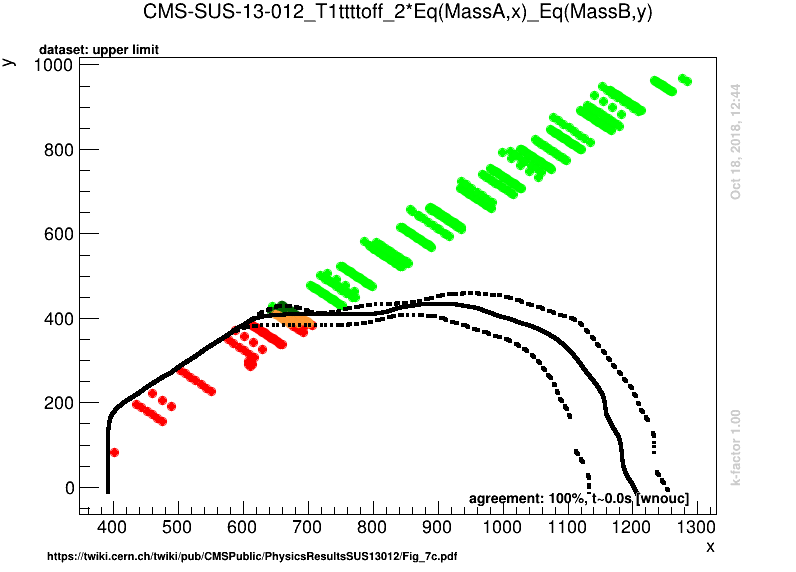 CMS-SUS-13-012_T1ttttoff_2*Eq(MassA,x)_Eq(MassB,y)
dataset: upper limit
y
1000
800
600
400
200
0
400
500
600
700
800
900
1000
1100
1200
1300
x
agreement: 100%, t~0.0s [wnouc]
Oct 18, 2018, 12:44
k-factor 1.00
https://twiki.cern.ch/twiki/pub/CMSPublic/PhysicsResultsSUS13012/Fig_7c.pdf